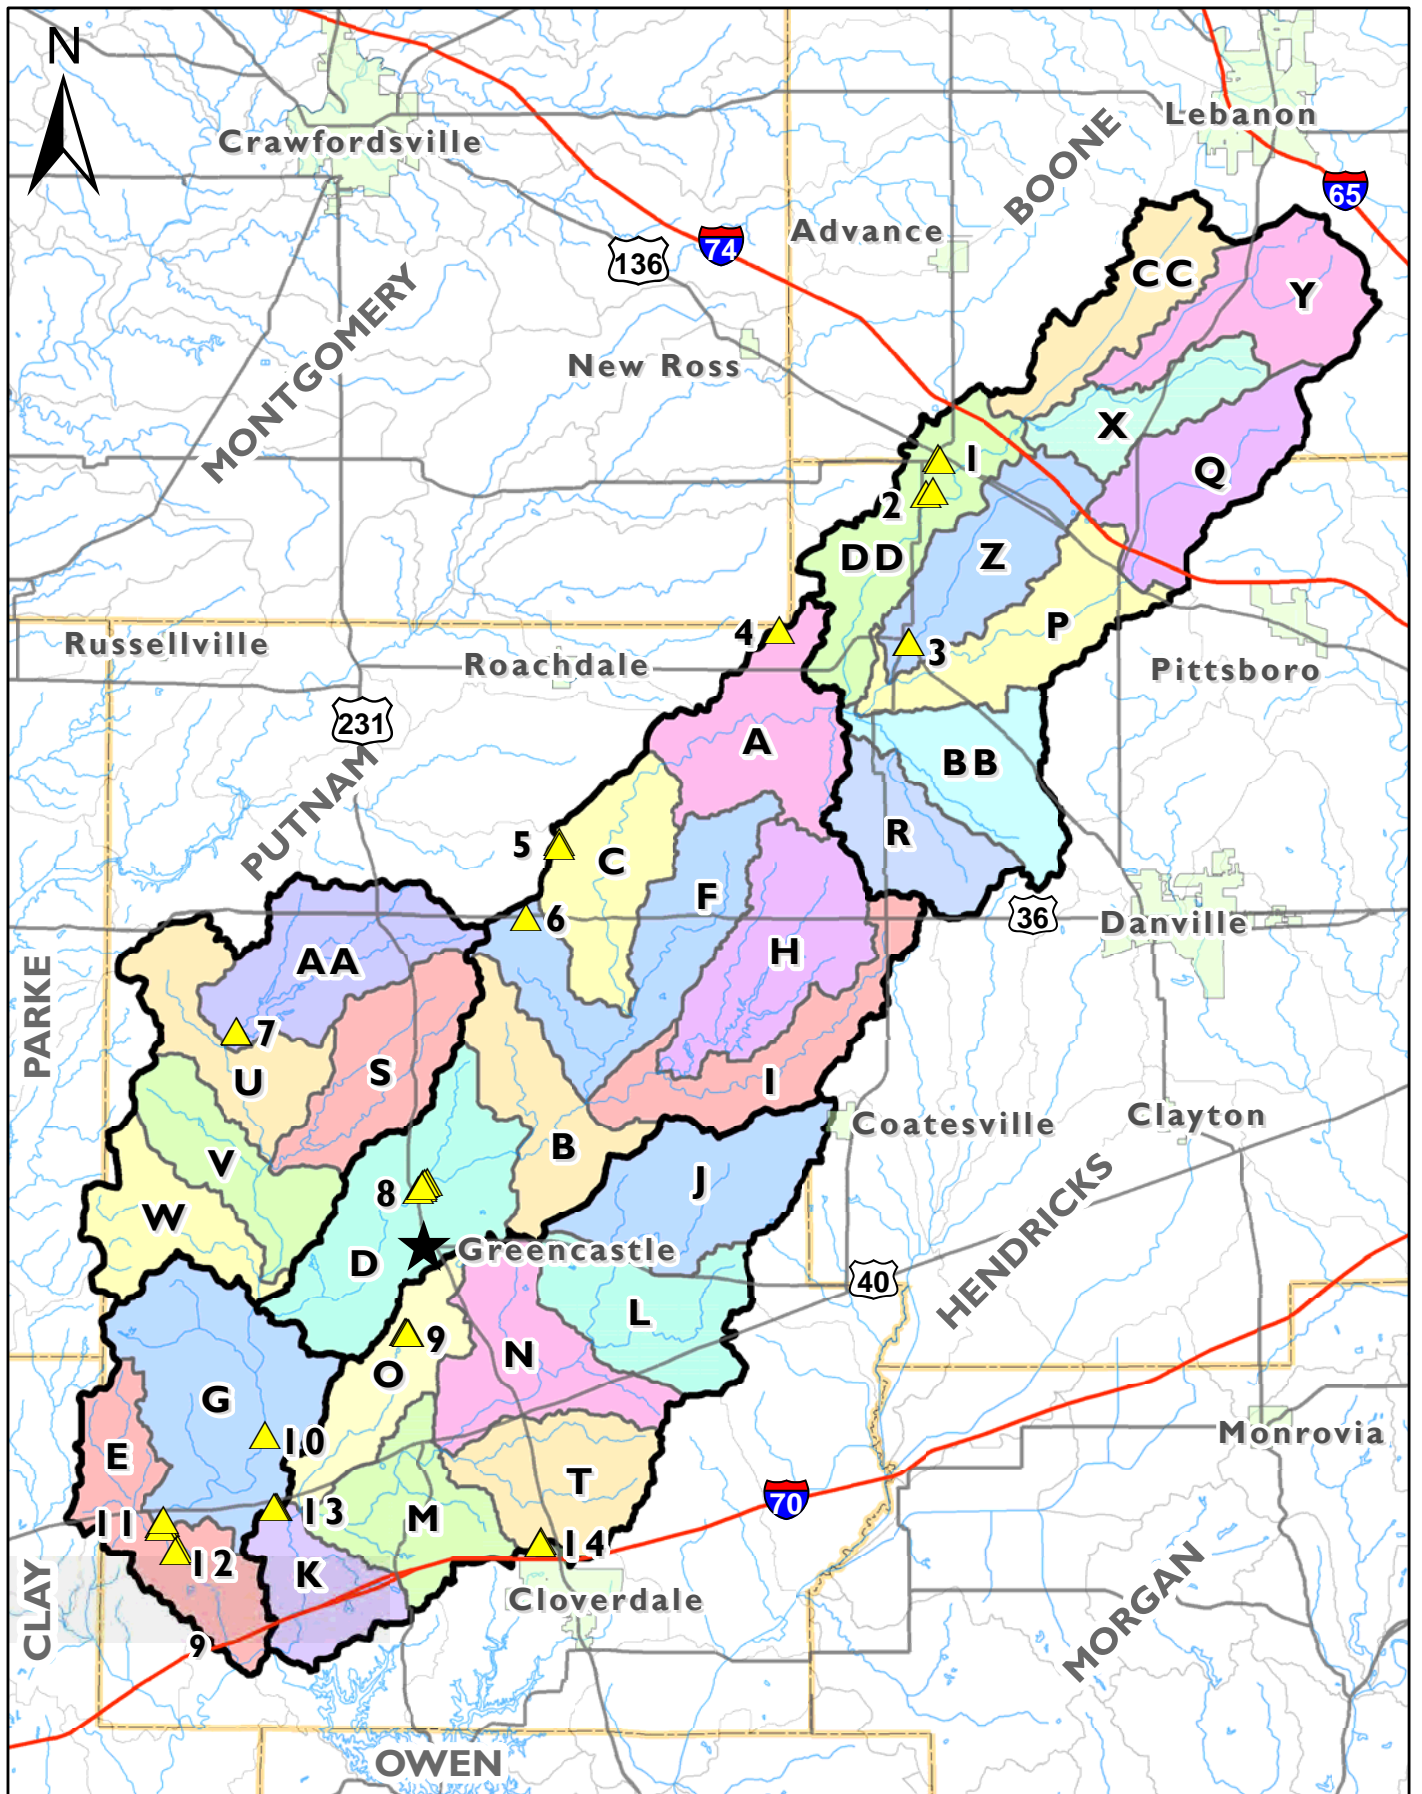 N
Lebanon
BOONE
Crawfordsville
65
Advance
74
136
CC
Y
MONTGOMERY
New Ross
X
1
Q
2
DD
Z
P
4
Russellville
Roachdale
3
Pittsboro
231
A
BB
PUTNAM
R
5
C
F
36
6
Danville
H
AA
PARKE
7
S
U
I
Coatesville
Clayton
B
V
J
8
W
HENDRICKS
Greencastle
D
40
L
9
N
O
G
Monrovia
10
E
T
70
13
M
11
14
12
K
Cloverdale
CLAY
MORGAN
9
OWEN